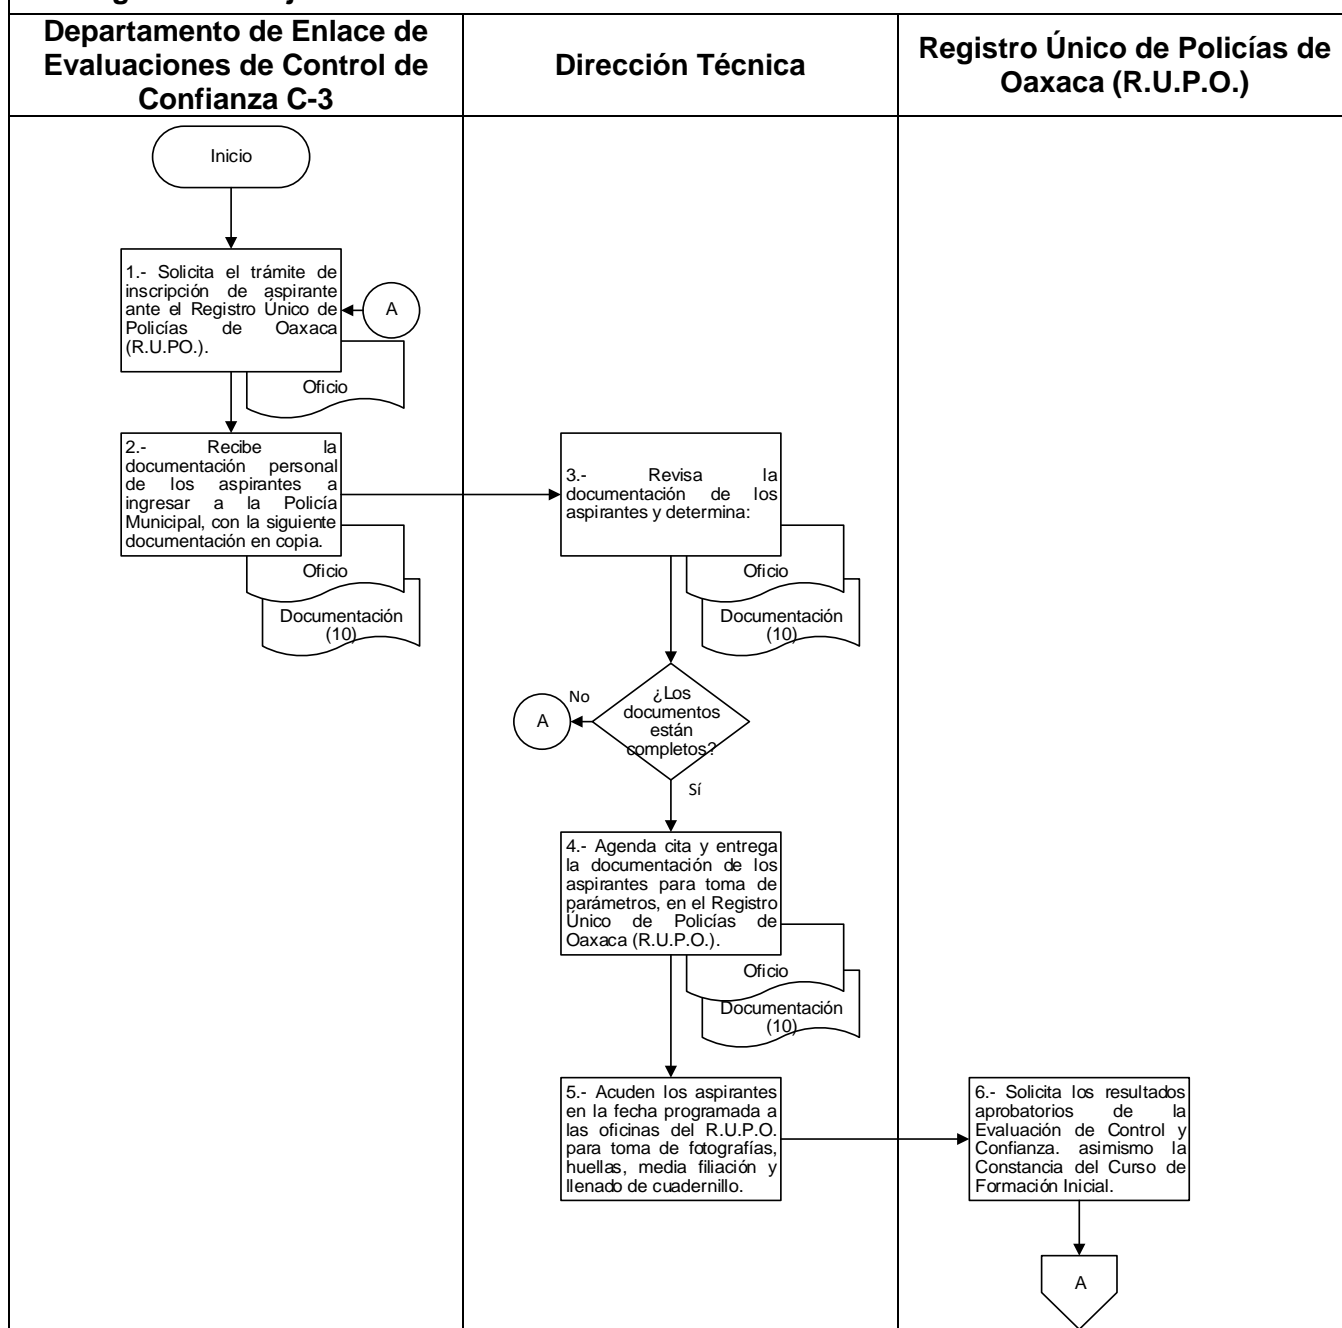 Departamento de Enlace de
Evaluaciones de Control de
Confianza C-3
Dirección Técnica
Registro Único de Policías de
Oaxaca (R.U.P.O.)
Inicio
1.- Solicita el trámite de
inscripción de aspirante
ante el Registro Único de
Policías de Oaxaca
(R.U.PO.).
A
Oficio
2.- Recibe la
documentación personal
de los aspirantes a
ingresar a la Policía
Municipal, con la siguiente
documentación en copia.
Oficio
Documentación
(10)
3.- Revisa la
documentación de los
aspirantes y determina:
Oficio
Documentación
(10)
¿Los
documentos
están
completos?
No
A
Sí
4.- Agenda cita y entrega
la documentación de los
aspirantes para toma de
parámetros, en el Registro
Único de Policías de
Oaxaca (R.U.P.O.).
Oficio
Documentación
(10)
5.- Acuden los aspirantes
en la fecha programada a
las oficinas del R.U.P.O.
para toma de fotografías,
huellas, media filiación y
llenado de cuadernillo.
6.- Solicita los resultados
aprobatorios de la
Evaluación de Control y
Confianza. asimismo la
Constancia del Curso de
Formación Inicial.
A